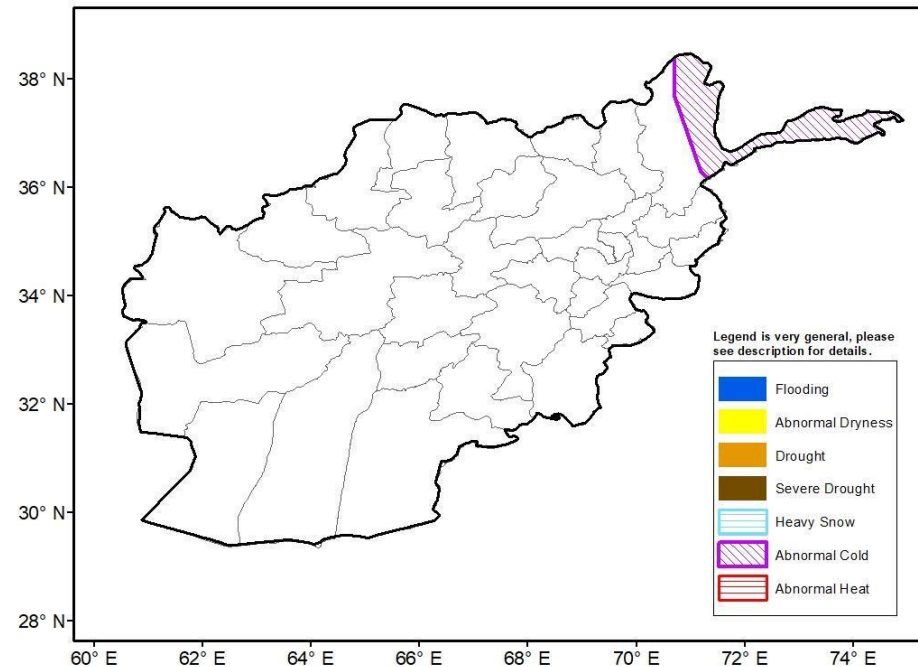 38° N
36° N
34° N
32° N
30° N
28° N
Legend is very general, please
see description for details.
Flooding
Abnormal Dryness
Drought
Severe Drought
Heavy Snow
Abnormal Cold
Abnormal Heat
60° E 62° E 64° E 66° E 68° E 70° E 72° E 74° E